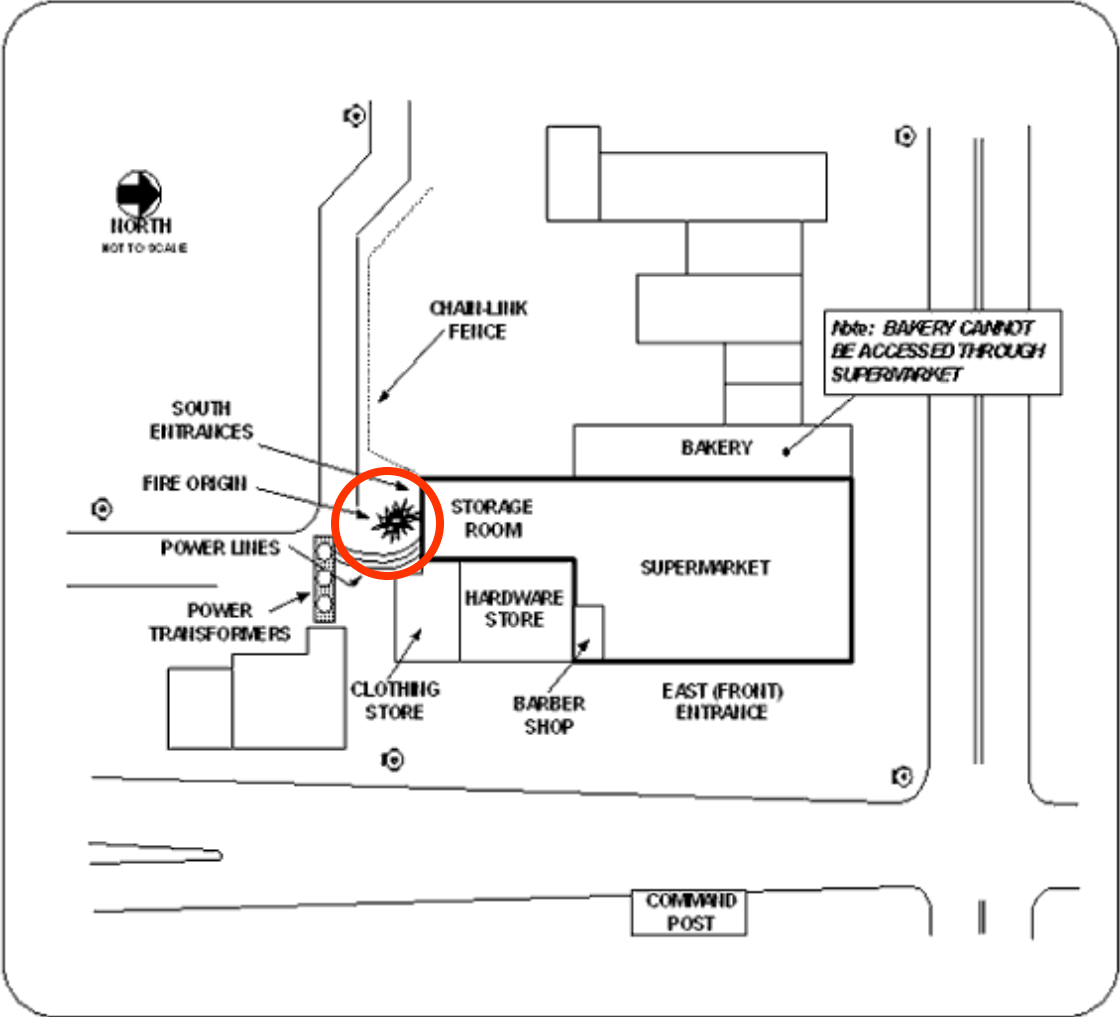 NORTH
NOT TO SCALE
CHAIN-LINK
FENCE
Note: BAKERY CANNOT
BE ACCESSED THROUGH
SUPERMARKET
SOUTH
ENTRANCES
BAKERY
FIRE ORIGIN
STORAGE
ROOM
POWER LINES
SUPERMARKET
HARDWARE
STORE
POWER
TRANSFORMERS
CLOTHING
STORE
BARBER
SHOP
EAST (FRONT)
ENTRANCE
COMMAND
POST